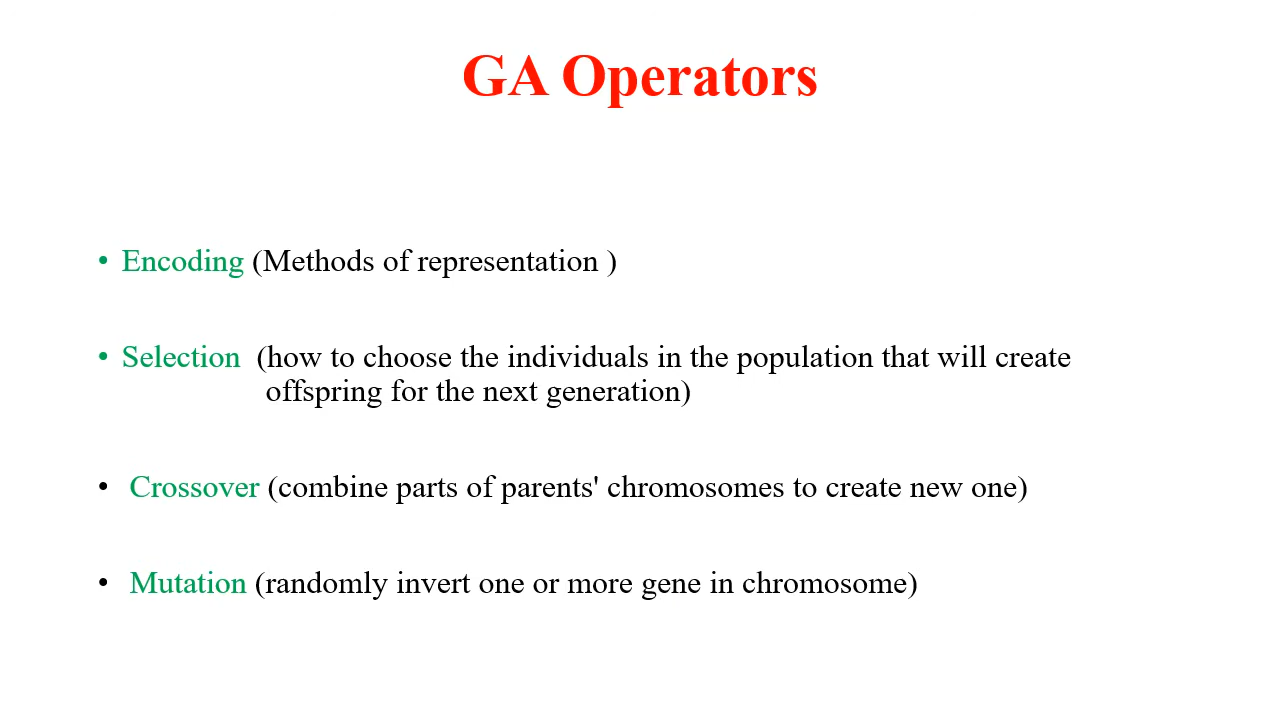 GA Operators
• Encoding (Methods of representation )
• Selection (how to choose the individuals in the population that will create
offspring for the next generation)
• Crossover (combine parts of parents' chromosomes to create new one)
• Mutation (randomly invert one or more gene in chromosome)